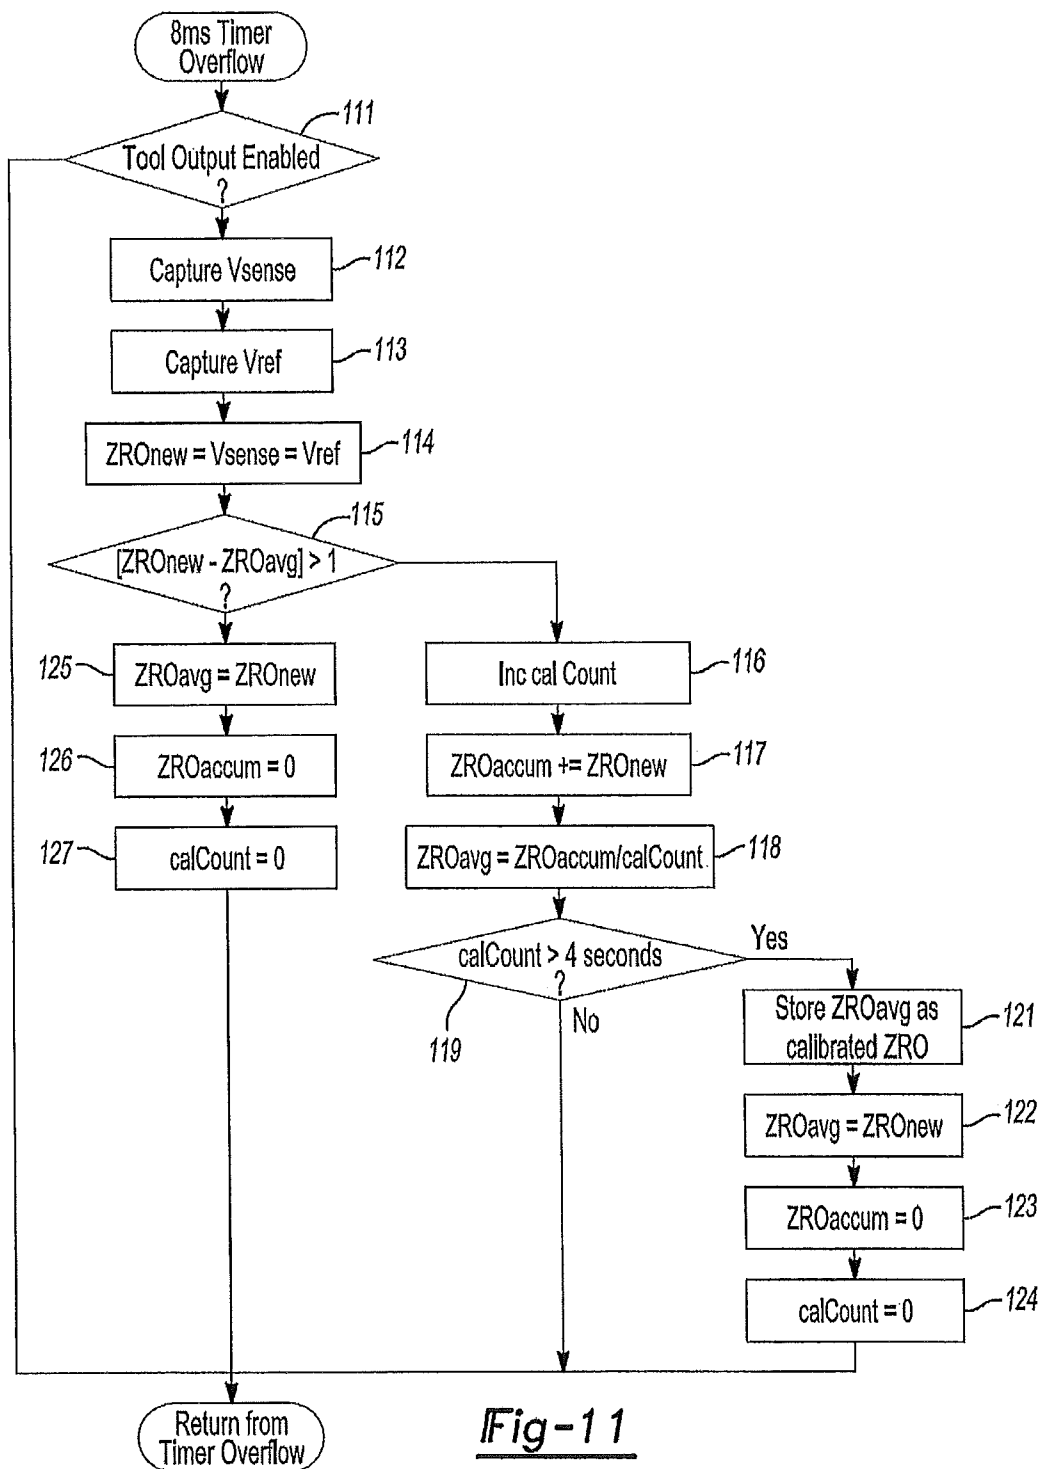 8ms Timer
Overflow
111
Tool Output Enabled
?
Capture Vsense
112
Capture Vref
113
ZROnew = Vsense = Vref
114
115
[ZROnew - ZROavg] > 1
?
125
ZROavg = ZROnew
Inc cal Count
116
126
ZROaccum = 0
ZROaccum += ZROnew
117
127
calCount = 0
ZROavg = ZROaccum/calCount
118
Yes
calCount > 4 seconds
?
119
No
Store ZROavg as
calibrated ZRO
121
ZROavg = ZROnew
122
ZROaccum = 0
123
calCount = 0
124
Return from
Timer Overflow
Fig-11